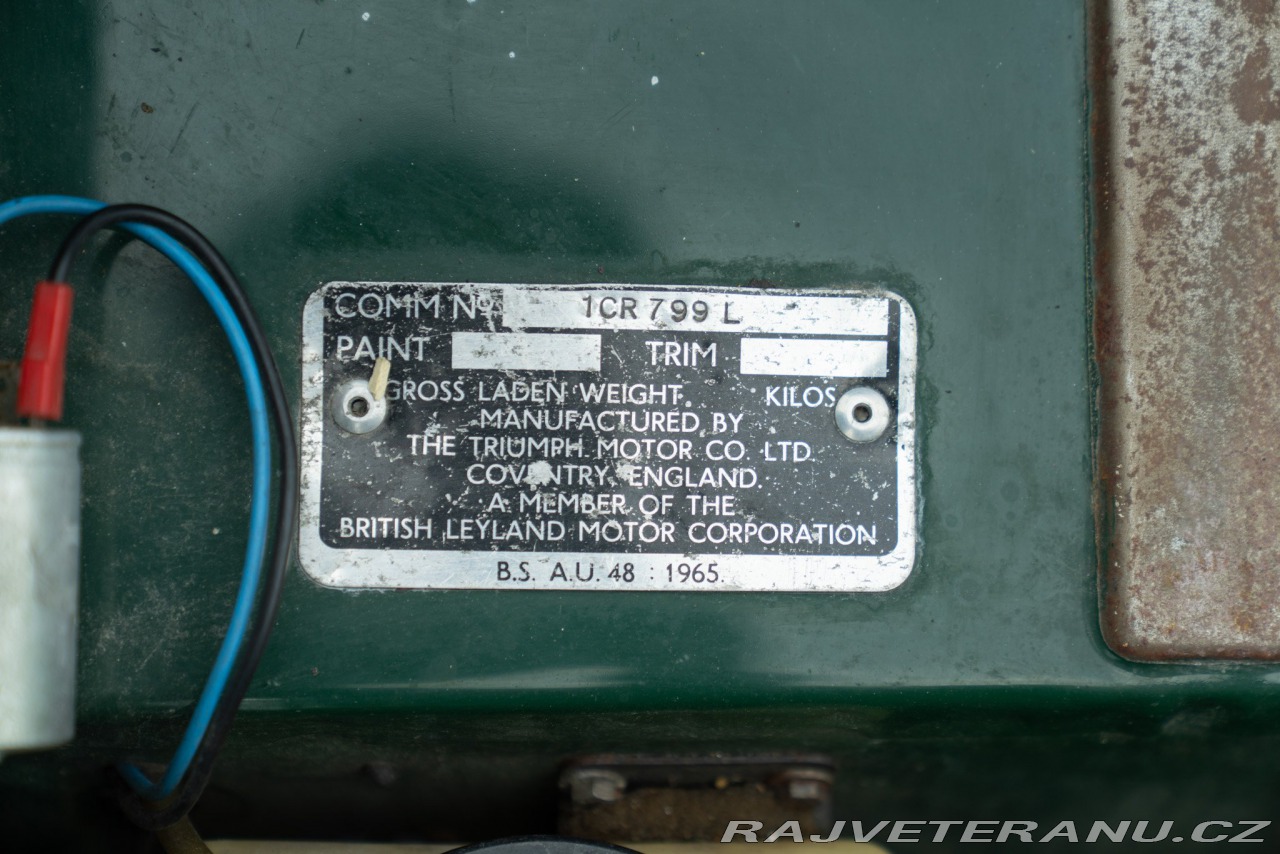 COMM Nº 1CR 799 L
PAINT TRIM
GROSS LADEN WEIGHT. KILOS
MANUFACTURED BY
THE TRIUMPH MOTOR CO. LTD.
COVENTRY, ENGLAND.
A MEMBER OF THE
BRITISH LEYLAND MOTOR CORPORATION
B.S. A.U. 48 : 1965.
RAJVETERANU.CZ